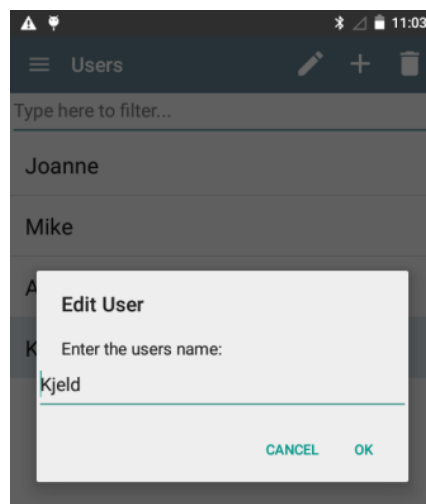 11:03
Users
Type here to filter...
Joanne
Mike
A
Edit User
K
Enter the users name:
Kjeld
CANCEL OK